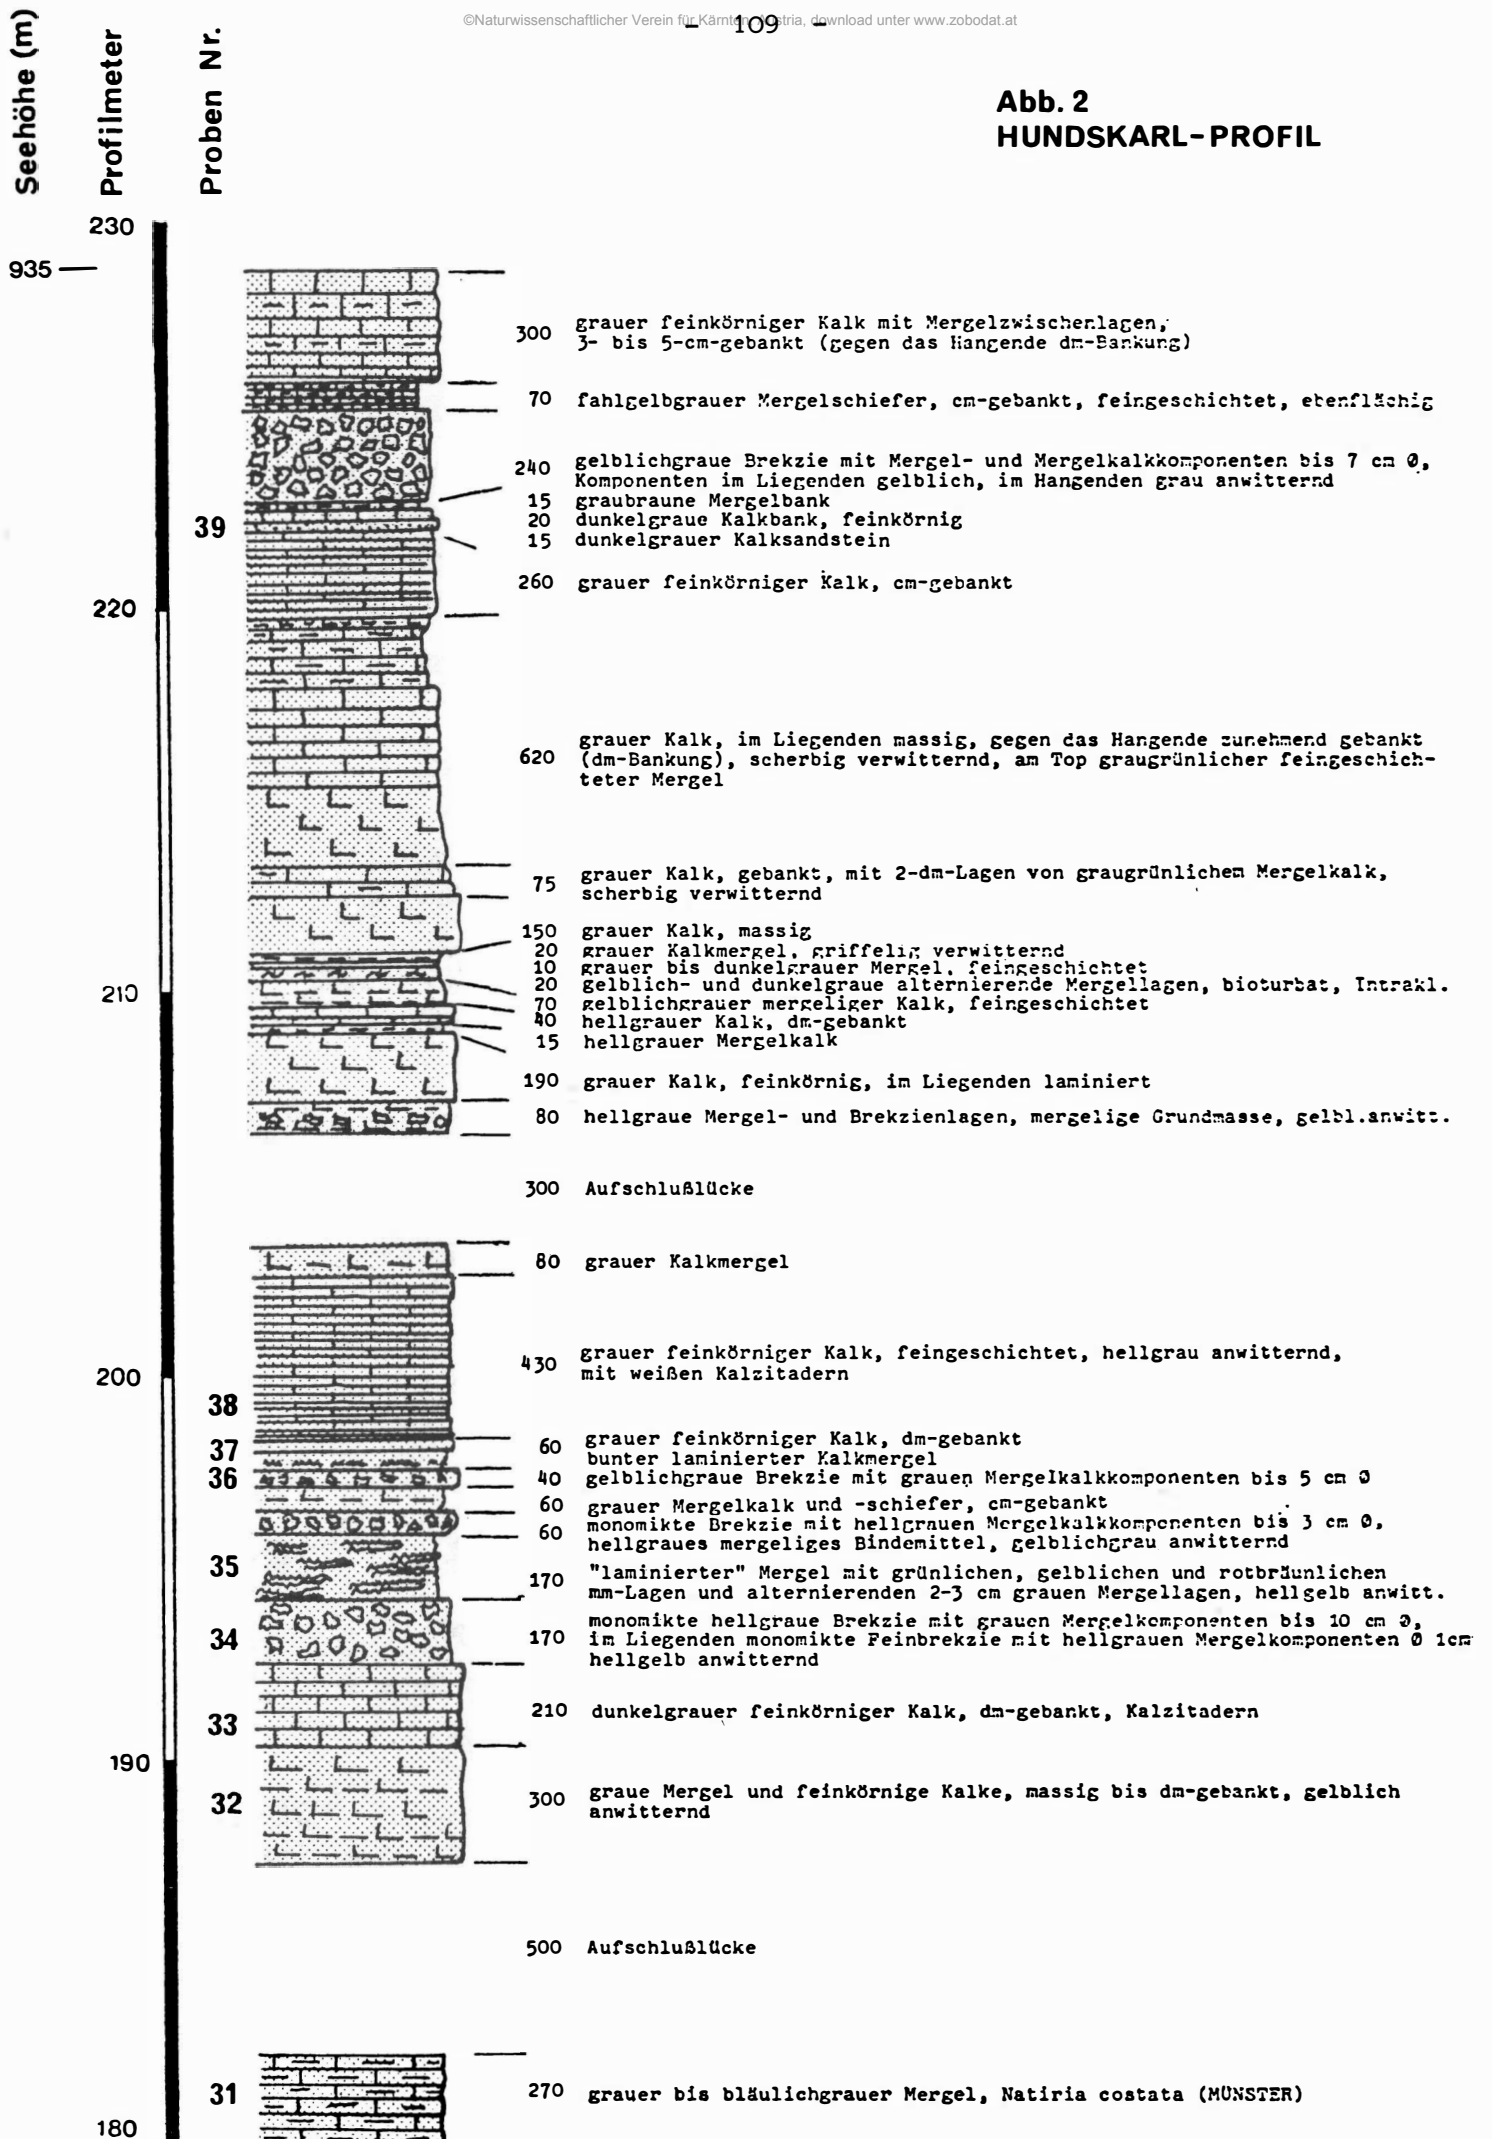 ©Naturwissenschaftlicher Verein für Kärnten, Austria, download unter www.zobodat.at
- 109 -
Seehöhe (m)
Profilmeter
Proben Nr.
Abb. 2
HUNDSKARL-PROFIL
230
935
300 grauer feinkörniger Kalk mit Mergelzwischenlagen,
3- bis 5-cm-gebankt (gegen das Hangende dm-Bankung)
70 fahlgelbgrauer Mergelschiefer, cm-gebankt, feingeschichtet, ebenflächig
240 gelblichgraue Brekzie mit Mergel- und Mergelkalkkomponenten bis 7 cm Ø,
Komponenten im Liegenden gelblich, im Hangenden grau anwitternd
15 graubraune Mergelbank
39
20 dunkelgraue Kalkbank, feinkörnig
15 dunkelgrauer Kalksandstein
260 grauer feinkörniger Kalk, cm-gebankt
220
620 grauer Kalk, im Liegenden massig, gegen das Hangende zunehmend gebankt
(dm-Bankung), scherbig verwitternd, am Top graugrünlicher feingeschich-
teter Mergel
75 grauer Kalk, gebankt, mit 2-dm-Lagen von graugrünlichem Mergelkalk,
scherbig verwitternd
150 grauer Kalk, massig
20 grauer Kalkmergel, griffelig verwitternd
10 grauer bis dunkelgrauer Mergel, feingeschichtet
20 gelblich- und dunkelgraue alternierende Mergellagen, bioturbat, Intrakl.
210
70 gelblichgrauer mergeliger Kalk, feingeschichtet
40 hellgrauer Kalk, dm-gebankt
15 hellgrauer Mergelkalk
190 grauer Kalk, feinkörnig, im Liegenden laminiert
80 hellgraue Mergel- und Brekzienlagen, mergelige Grundmasse, gelbl.anwitt.
300 Aufschlußlücke
80 grauer Kalkmergel
430 grauer feinkörniger Kalk, feingeschichtet, hellgrau anwitternd,
mit weißen Kalzitadern
200
38
37
60 grauer feinkörniger Kalk, dm-gebankt
bunter laminierter Kalkmergel
36
40 gelblichgraue Brekzie mit grauen Mergelkalkkomponenten bis 5 cm Ø
60 grauer Mergelkalk und -schiefer, cm-gebankt
60 monomikte Brekzie mit hellgrauen Mergelkalkkomponenten bis 3 cm Ø,
hellgraues mergeliges Bindemittel, gelblichgrau anwitternd
35
170 "laminierter" Mergel mit grünlichen, gelblichen und rotbräunlichen
mm-Lagen und alternierenden 2-3 cm grauen Mergellagen, hellgelb anwitt.
34
170 monomikte hellgraue Brekzie mit grauen Mergelkomponenten bis 10 cm Ø,
im Liegenden monomikte Feinbrekzie mit hellgrauen Mergelkomponenten Ø 1cm
hellgelb anwitternd
33
210 dunkelgrauer feinkörniger Kalk, dm-gebankt, Kalzitadern
190
32
300 graue Mergel und feinkörnige Kalke, massig bis dm-gebankt, gelblich
anwitternd
500 Aufschlußlücke
31
270 grauer bis bläulichgrauer Mergel, Natiria costata (MÜNSTER)
180